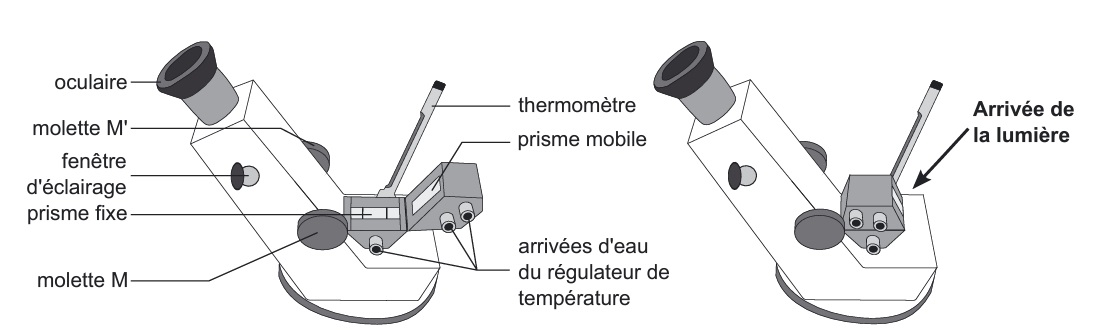 oculaire
molette M'
fenêtre
d'éclairage
prisme fixe
molette M
thermomètre
prisme mobile
arrivées d'eau
du régulateur de
température
Arrivée de
la lumière